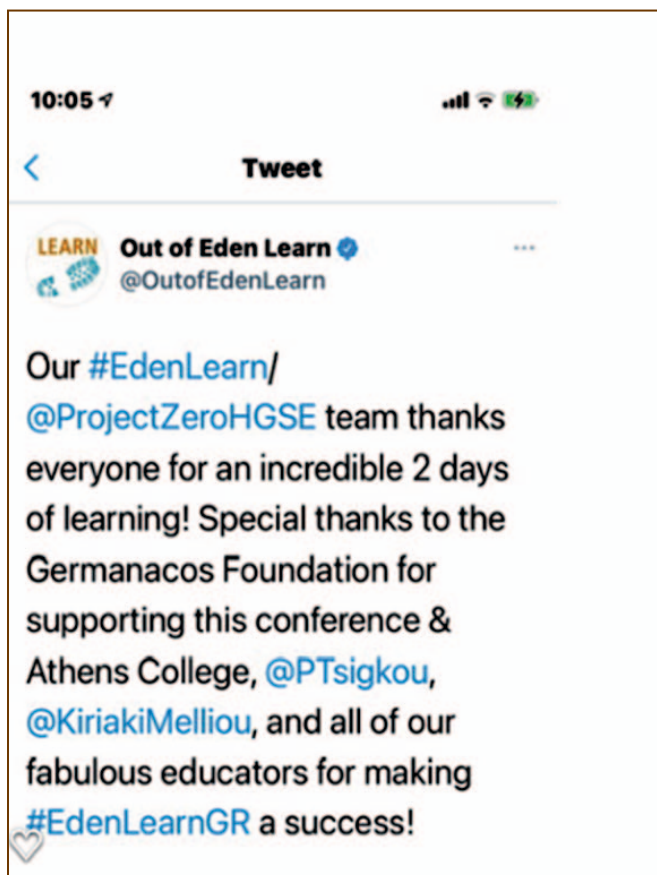 10:05
Tweet
LEARN
Out of Eden Learn
@OutofEdenLearn
Our #EdenLearn/
@ProjectZeroHGSE team thanks
everyone for an incredible 2 days
of learning! Special thanks to the
Germanacos Foundation for
supporting this conference &
Athens College, @PTsigkou,
@KiriakiMelliou, and all of our
fabulous educators for making
#EdenLearnGR a success!